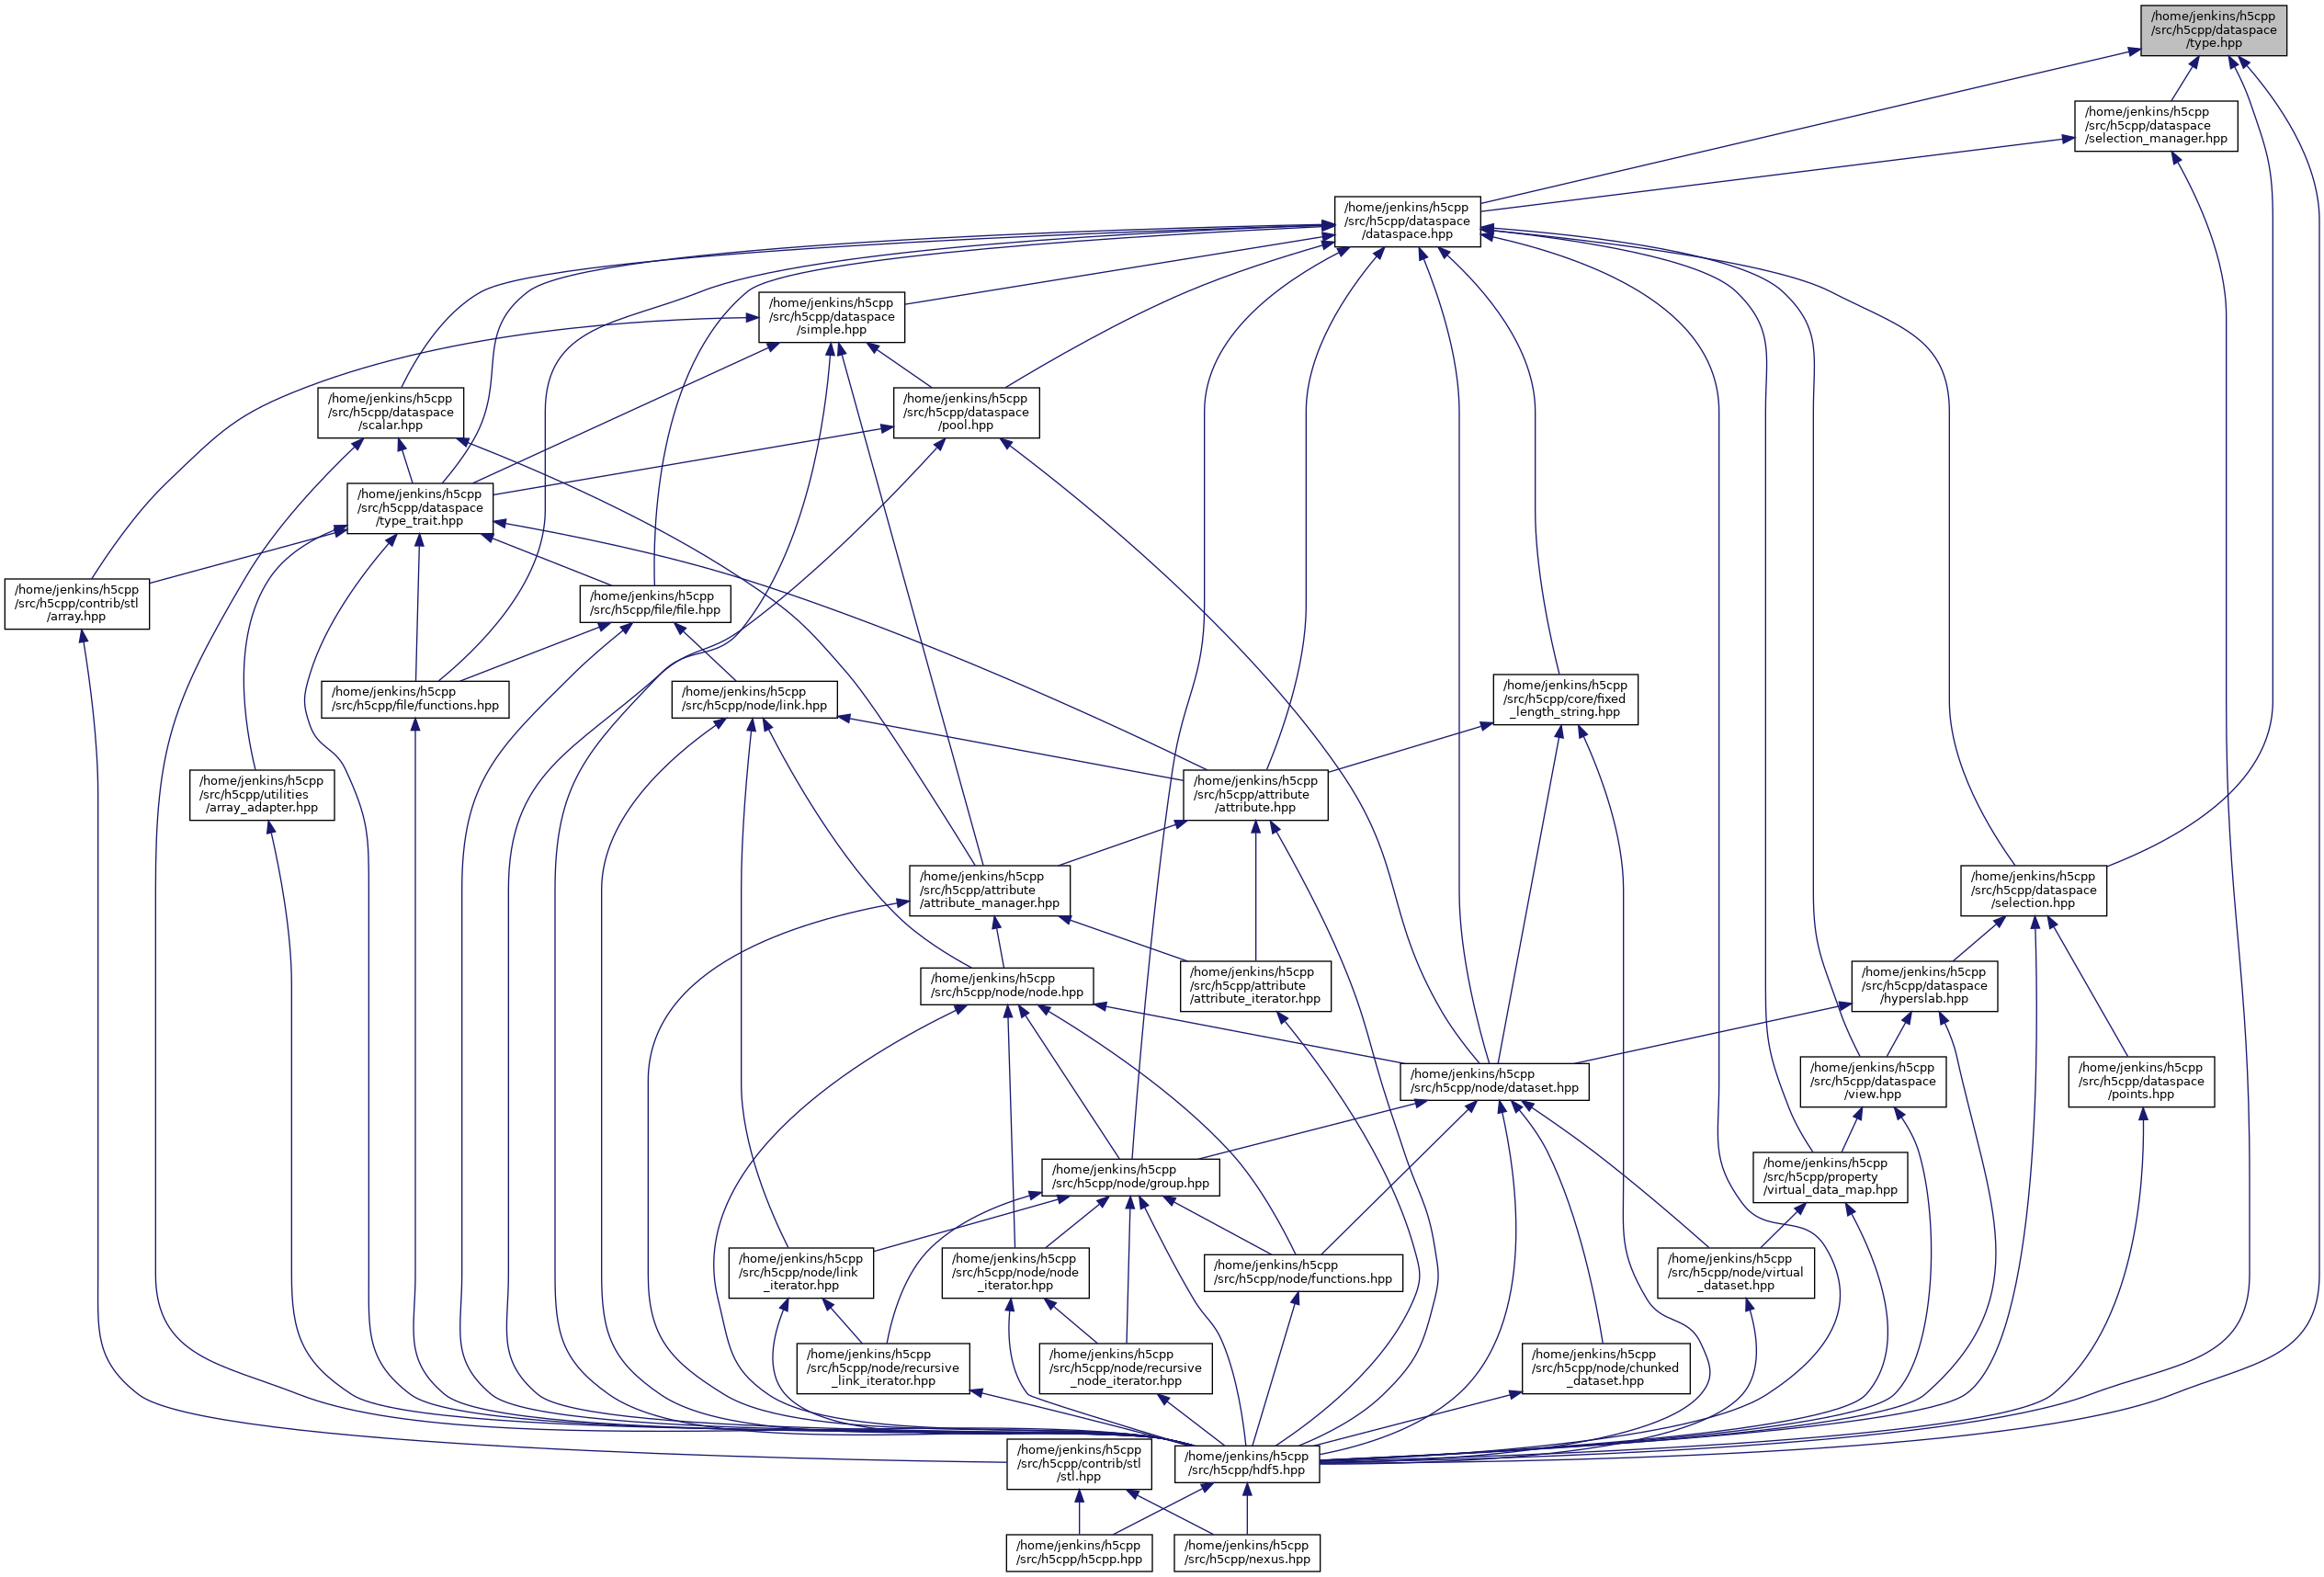 /home/jenkins/h5cpp
/src/h5cpp/dataspace
/type.hpp
/home/jenkins/h5cpp
/src/h5cpp/dataspace
/selection_manager.hpp
/home/jenkins/h5cpp
/src/h5cpp/dataspace
/dataspace.hpp
/home/jenkins/h5cpp
/src/h5cpp/dataspace
/simple.hpp
/home/jenkins/h5cpp
/src/h5cpp/dataspace
/scalar.hpp
/home/jenkins/h5cpp
/src/h5cpp/dataspace
/pool.hpp
/home/jenkins/h5cpp
/src/h5cpp/dataspace
/type_trait.hpp
/home/jenkins/h5cpp
/src/h5cpp/contrib/stl
/array.hpp
/home/jenkins/h5cpp
/src/h5cpp/file/file.hpp
/home/jenkins/h5cpp
/src/h5cpp/file/functions.hpp
/home/jenkins/h5cpp
/src/h5cpp/node/link.hpp
/home/jenkins/h5cpp
/src/h5cpp/core/fixed
_length_string.hpp
/home/jenkins/h5cpp
/src/h5cpp/utilities
/array_adapter.hpp
/home/jenkins/h5cpp
/src/h5cpp/attribute
/attribute.hpp
/home/jenkins/h5cpp
/src/h5cpp/attribute
/attribute_manager.hpp
/home/jenkins/h5cpp
/src/h5cpp/dataspace
/selection.hpp
/home/jenkins/h5cpp
/src/h5cpp/node/node.hpp
/home/jenkins/h5cpp
/src/h5cpp/attribute
/attribute_iterator.hpp
/home/jenkins/h5cpp
/src/h5cpp/dataspace
/hyperslab.hpp
/home/jenkins/h5cpp
/src/h5cpp/node/dataset.hpp
/home/jenkins/h5cpp
/src/h5cpp/dataspace
/view.hpp
/home/jenkins/h5cpp
/src/h5cpp/dataspace
/points.hpp
/home/jenkins/h5cpp
/src/h5cpp/node/group.hpp
/home/jenkins/h5cpp
/src/h5cpp/property
/virtual_data_map.hpp
/home/jenkins/h5cpp
/src/h5cpp/node/link
_iterator.hpp
/home/jenkins/h5cpp
/src/h5cpp/node/node
_iterator.hpp
/home/jenkins/h5cpp
/src/h5cpp/node/functions.hpp
/home/jenkins/h5cpp
/src/h5cpp/node/virtual
_dataset.hpp
/home/jenkins/h5cpp
/src/h5cpp/node/recursive
_link_iterator.hpp
/home/jenkins/h5cpp
/src/h5cpp/node/recursive
_node_iterator.hpp
/home/jenkins/h5cpp
/src/h5cpp/node/chunked
_dataset.hpp
/home/jenkins/h5cpp
/src/h5cpp/contrib/stl
/stl.hpp
/home/jenkins/h5cpp
/src/h5cpp/hdf5.hpp
/home/jenkins/h5cpp
/src/h5cpp/h5cpp.hpp
/home/jenkins/h5cpp
/src/h5cpp/nexus.hpp